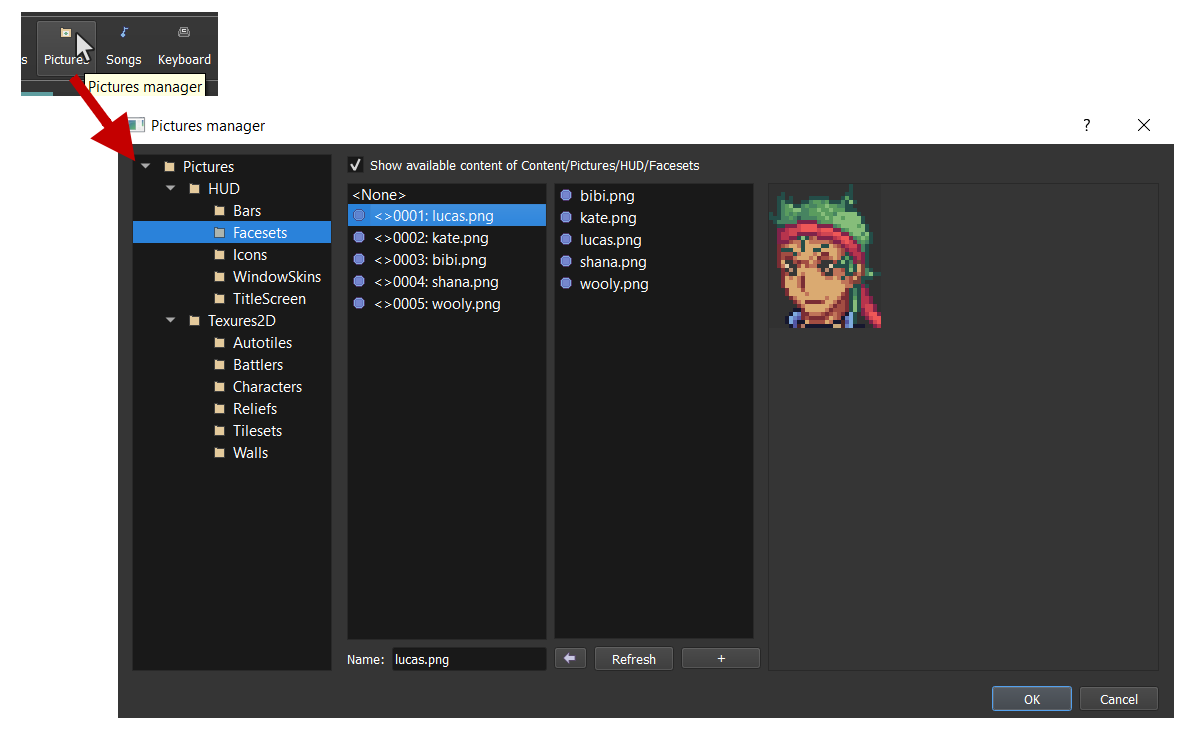 s Pictures Songs Keyboard
Pictures manager
Pictures manager ?
Pictures
HUD
Bars
Facesets
Icons
WindowSkins
TitleScreen
Texures2D
Autotiles
Battlers
Characters
Reliefs
Tilesets
Walls
Show available content of Content/Pictures/HUD/Facesets
<None>
<>0001: lucas.png
<>0002: kate.png
<>0003: bibi.png
<>0004: shana.png
<>0005: wooly.png
bibi.png
kate.png
lucas.png
shana.png
wooly.png
Name: lucas.png
Refresh +
OK Cancel